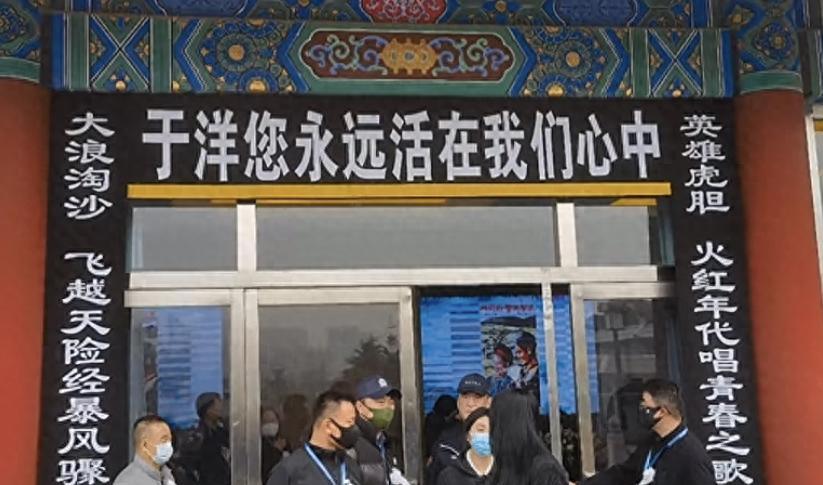 于洋您永远活在我们心中
英雄虎胆 火红年代唱青春之歌
大浪淘沙 飞越天险经暴风骤